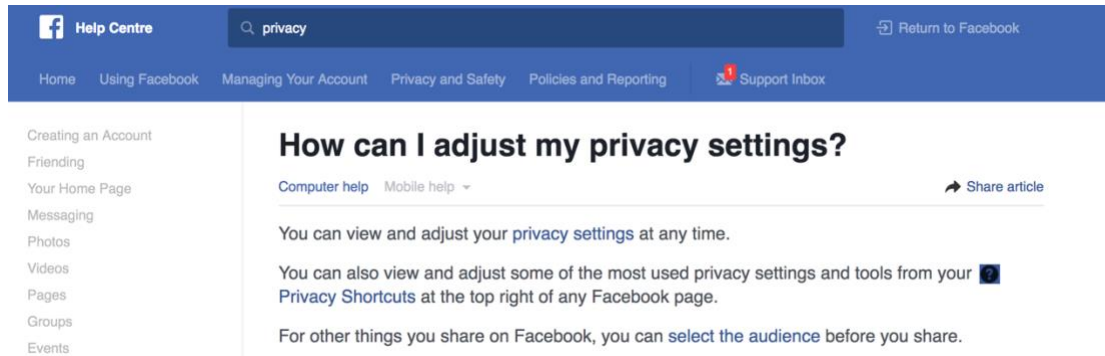 Help Centre
privacy
Return to Facebook
Home Using Facebook Managing Your Account Privacy and Safety Policies and Reporting 1 Support Inbox
Creating an Account
Friending
Your Home Page
Messaging
Photos
Videos
Pages
Groups
Events
How can I adjust my privacy settings?
Computer help Mobile help
Share article
You can view and adjust your privacy settings at any time.
You can also view and adjust some of the most used privacy settings and tools from your ?
Privacy Shortcuts at the top right of any Facebook page.
For other things you share on Facebook, you can select the audience before you share.